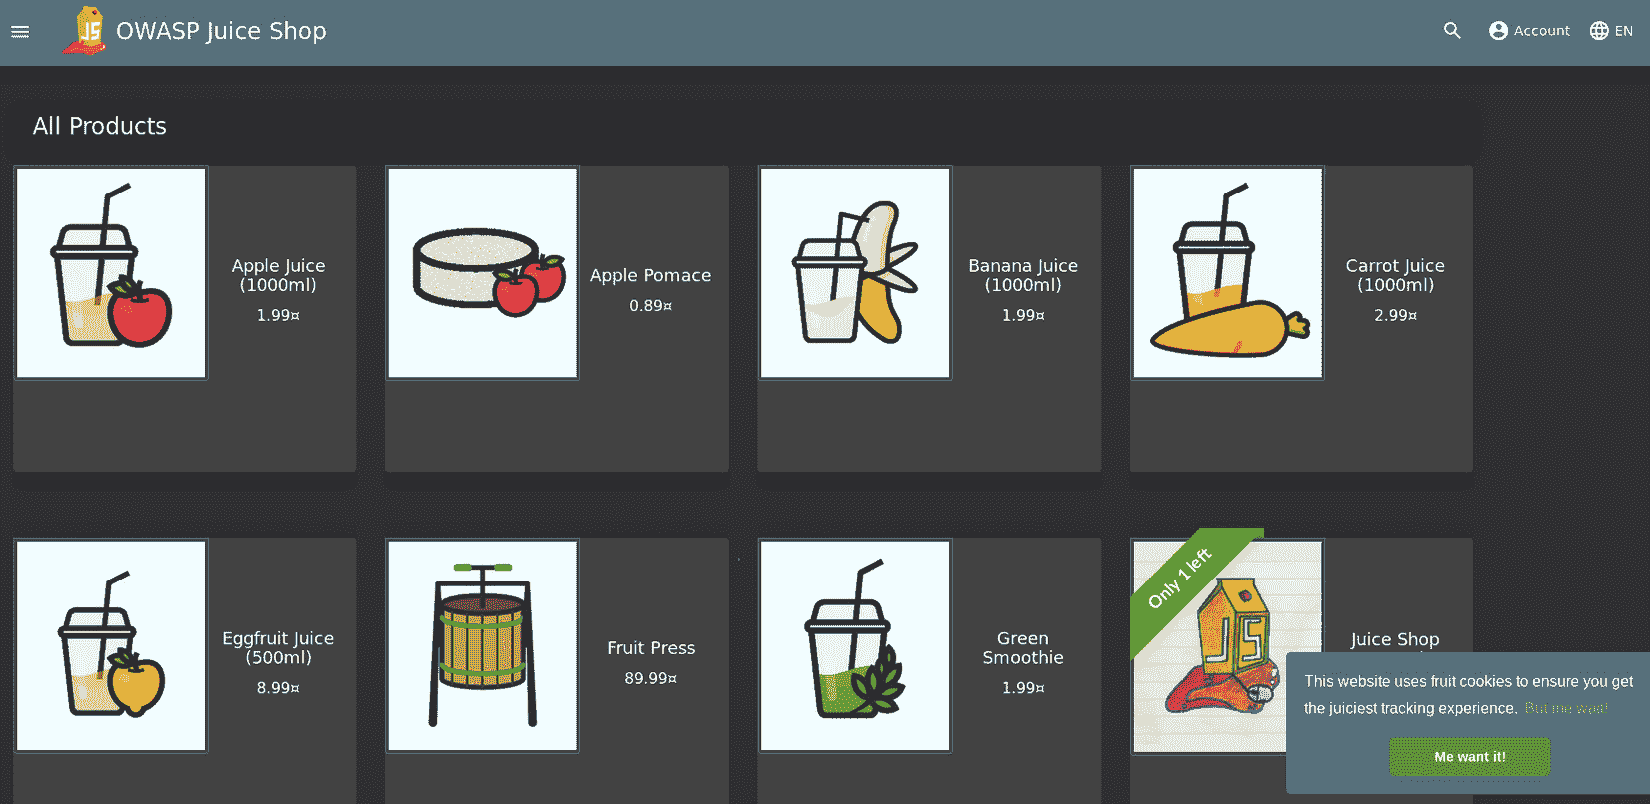 OWASP Juice Shop
Account
EN
All Products
Apple Juice
(1000ml)
1.99¤
Apple Pomace
0.89¤
Banana Juice
(1000ml)
1.99¤
Carrot Juice
(1000ml)
2.99¤
Eggfruit Juice
(500ml)
8.99¤
Fruit Press
89.99¤
Green
Smoothie
1.99¤
Only 1 left
Juice Shop
This website uses fruit cookies to ensure you get
the juiciest tracking experience. But me wait!
Me want it!
JS
JS